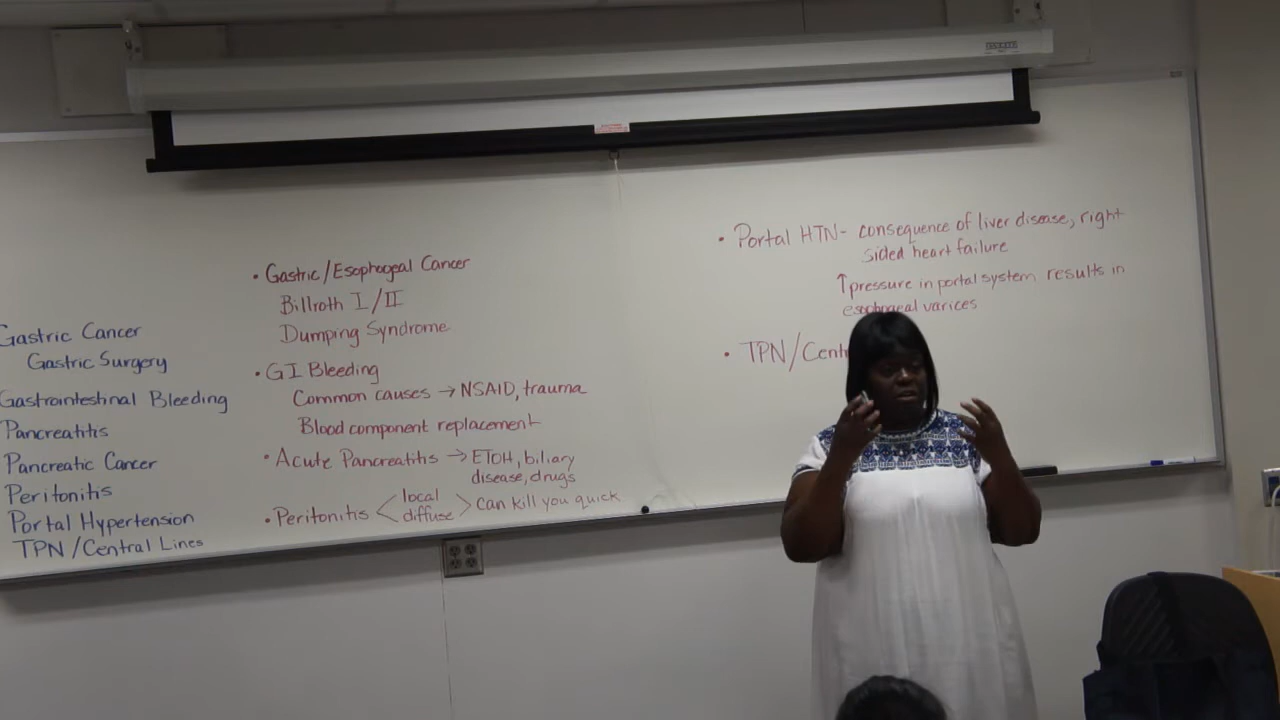 Gastric Cancer
Gastric Surgery
Gastrointestinal Bleeding
Pancreatitis
Pancreatic Cancer
Peritonitis
Portal Hypertension
TPN/Central Lines
• Gastric/Esophageal Cancer
Billroth I/II
Dumping Syndrome
• GI Bleeding
Common causes → NSAID, trauma
Blood component replacement
• Acute Pancreatitis → ETOH, biliary
disease, drugs
• Peritonitis < local
diffuse > can kill you quick
• Portal HTN- consequence of liver disease, right
sided heart failure
↑pressure in portal system results in
esophageal varices
• TPN/Cent